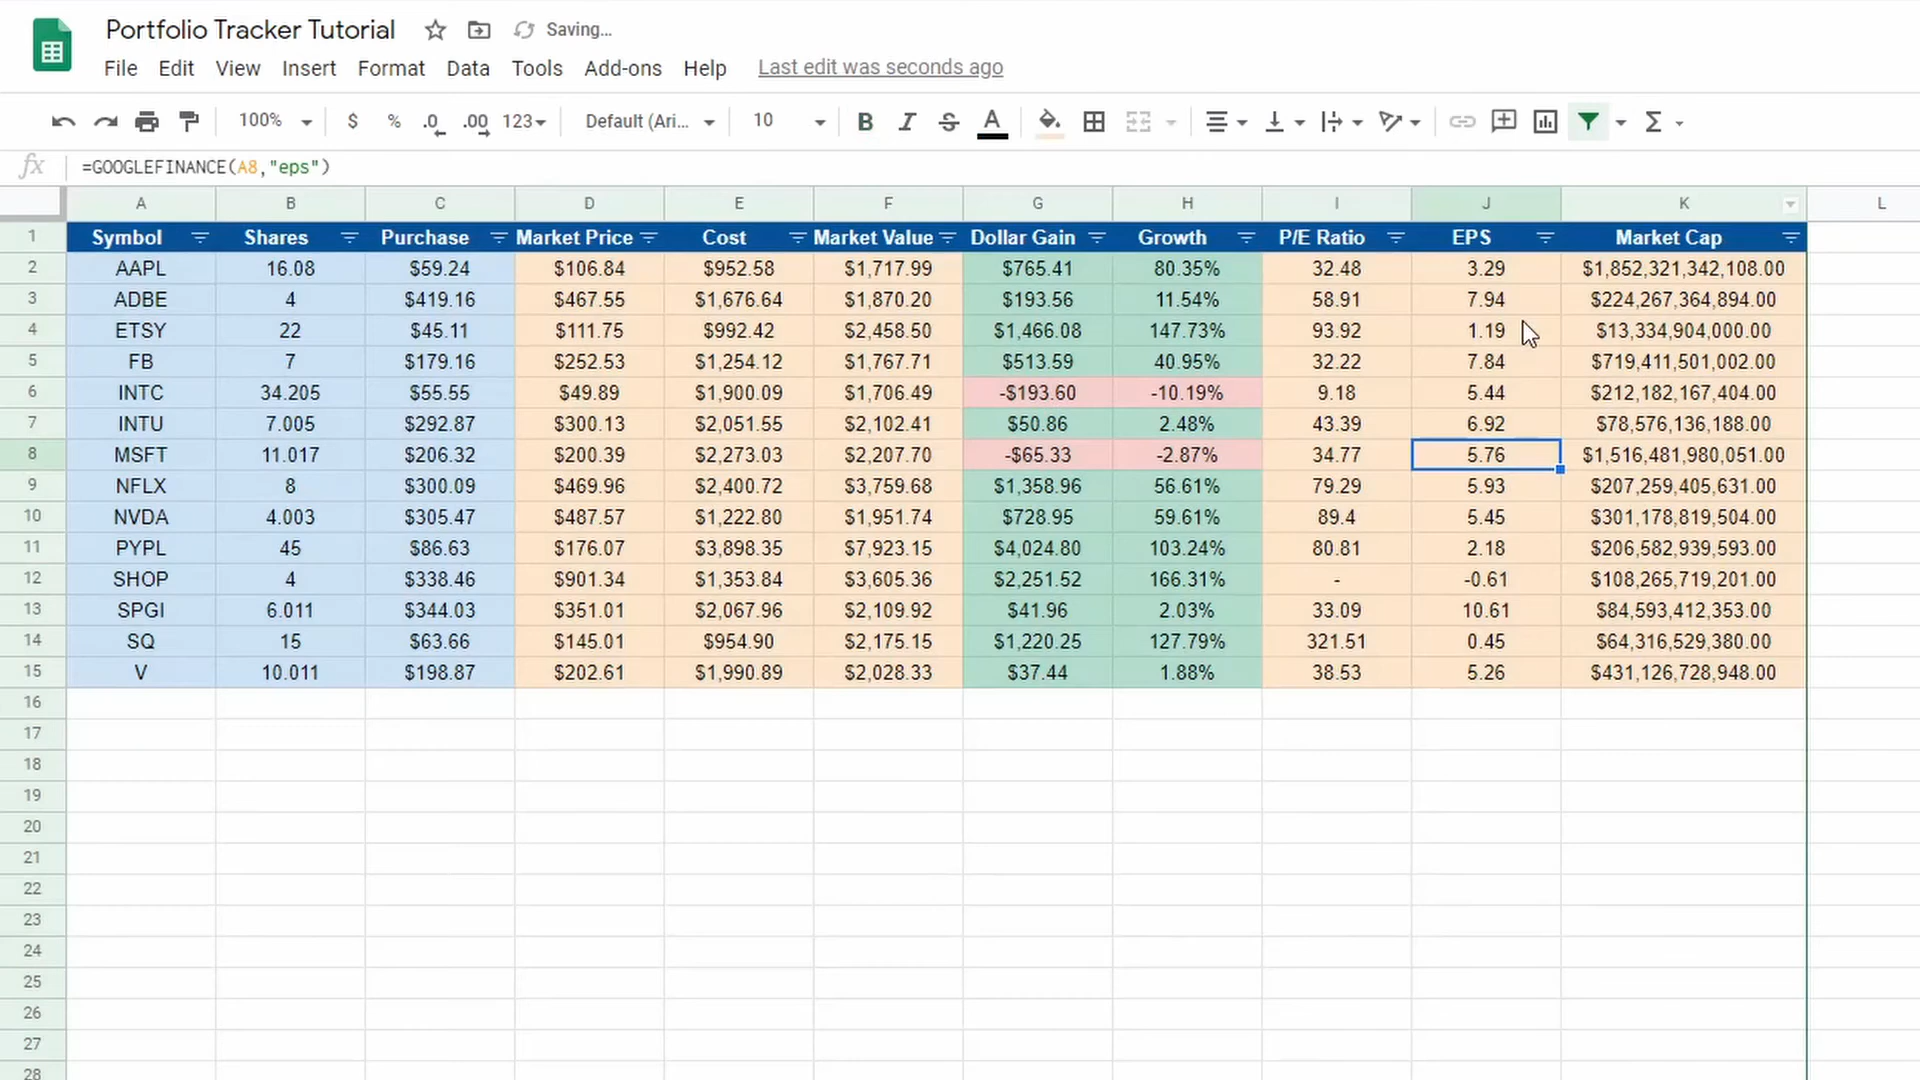 Portfolio Tracker Tutorial Saving...
File Edit View Insert Format Data Tools Add-ons Help Last edit was seconds ago
100% $ % .0 .00 123 Default (Ari... 10 B I S A Σ
fx =GOOGLEFINANCE(A8,"eps")
A B C D E F G H I J K L
1 Symbol Shares Purchase Market Price Cost Market Value Dollar Gain Growth P/E Ratio EPS Market Cap
2 AAPL 16.08 $59.24 $106.84 $952.58 $1,717.99 $765.41 80.35% 32.48 3.29 $1,852,321,342,108.00
3 ADBE 4 $419.16 $467.55 $1,676.64 $1,870.20 $193.56 11.54% 58.91 7.94 $224,267,364,894.00
4 ETSY 22 $45.11 $111.75 $992.42 $2,458.50 $1,466.08 147.73% 93.92 1.19 $13,334,904,000.00
5 FB 7 $179.16 $252.53 $1,254.12 $1,767.71 $513.59 40.95% 32.22 7.84 $719,411,501,002.00
6 INTC 34.205 $55.55 $49.89 $1,900.09 $1,706.49 -$193.60 -10.19% 9.18 5.44 $212,182,167,404.00
7 INTU 7.005 $292.87 $300.13 $2,051.55 $2,102.41 $50.86 2.48% 43.39 6.92 $78,576,136,188.00
8 MSFT 11.017 $206.32 $200.39 $2,273.03 $2,207.70 -$65.33 -2.87% 34.77 5.76 $1,516,481,980,051.00
9 NFLX 8 $300.09 $469.96 $2,400.72 $3,759.68 $1,358.96 56.61% 79.29 5.93 $207,259,405,631.00
10 NVDA 4.003 $305.47 $487.57 $1,222.80 $1,951.74 $728.95 59.61% 89.4 5.45 $301,178,819,504.00
11 PYPL 45 $86.63 $176.07 $3,898.35 $7,923.15 $4,024.80 103.24% 80.81 2.18 $206,582,939,593.00
12 SHOP 4 $338.46 $901.34 $1,353.84 $3,605.36 $2,251.52 166.31% - -0.61 $108,265,719,201.00
13 SPGI 6.011 $344.03 $351.01 $2,067.96 $2,109.92 $41.96 2.03% 33.09 10.61 $84,593,412,353.00
14 SQ 15 $63.66 $145.01 $954.90 $2,175.15 $1,220.25 127.79% 321.51 0.45 $64,316,529,380.00
15 V 10.011 $198.87 $202.61 $1,990.89 $2,028.33 $37.44 1.88% 38.53 5.26 $431,126,728,948.00
16
17
18
19
20
21
22
23
24
25
26
27
28